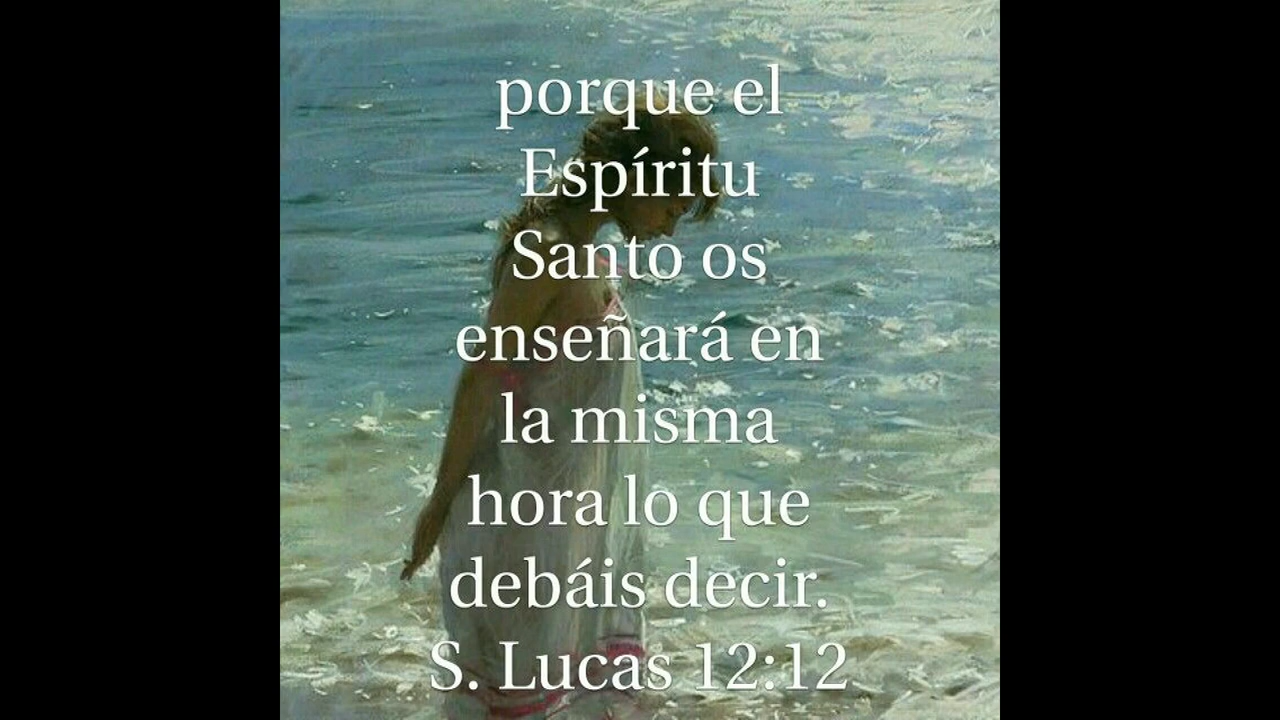 porque el
Espíritu
Santo os
enseñará en
la misma
hora lo que
debáis decir.
S. Lucas 12:12